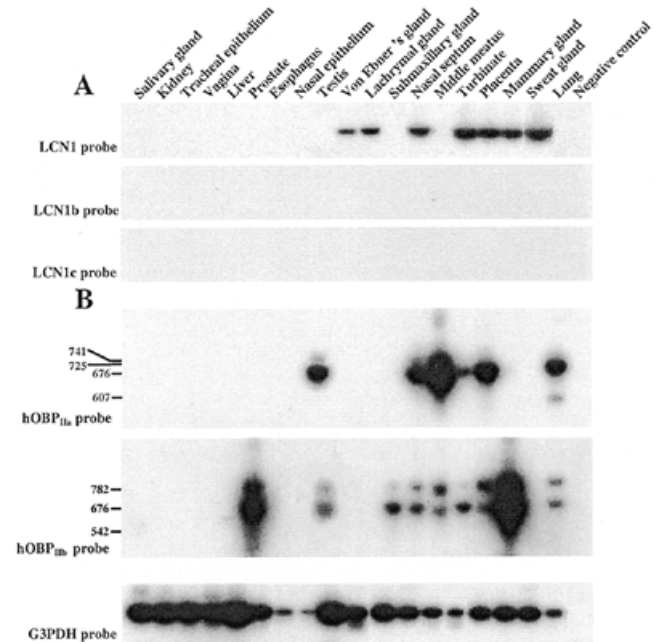 Salivary gland
Kidney
Tracheal epithelium
Vagina
Liver
Prostate
Esophagus
Nasal epithelium
Testis
Von Ebner 's gland
Lachrymal gland
Submaxillary gland
Nasal septum
Middle meatus
Turbinate
Placenta
Mammary gland
Sweat gland
Lung
Negative control
A
LCN1 probe
LCN1b probe
LCN1c probe
B
741
725
676
607
hOBPIIa probe
782
676
542
hOBPIIb probe
G3PDH probe